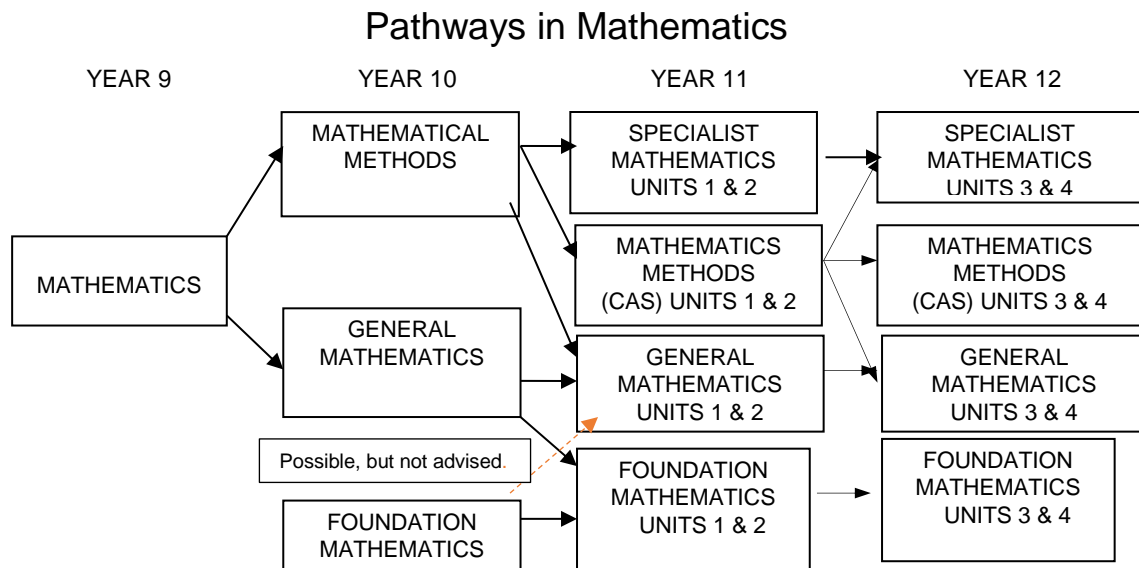 Pathways in Mathematics
YEAR 9
YEAR 10
YEAR 11
YEAR 12
MATHEMATICS
MATHEMATICAL
METHODS
GENERAL
MATHEMATICS
Possible, but not advised.
FOUNDATION
MATHEMATICS
SPECIALIST
MATHEMATICS
UNITS 1 & 2
MATHEMATICS
METHODS
(CAS) UNITS 1 & 2
GENERAL
MATHEMATICS
UNITS 1 & 2
FOUNDATION
MATHEMATICS
UNITS 1 & 2
SPECIALIST
MATHEMATICS
UNITS 3 & 4
MATHEMATICS
METHODS
(CAS) UNITS 3 & 4
GENERAL
MATHEMATICS
UNITS 3 & 4
FOUNDATION
MATHEMATICS
UNITS 3 & 4